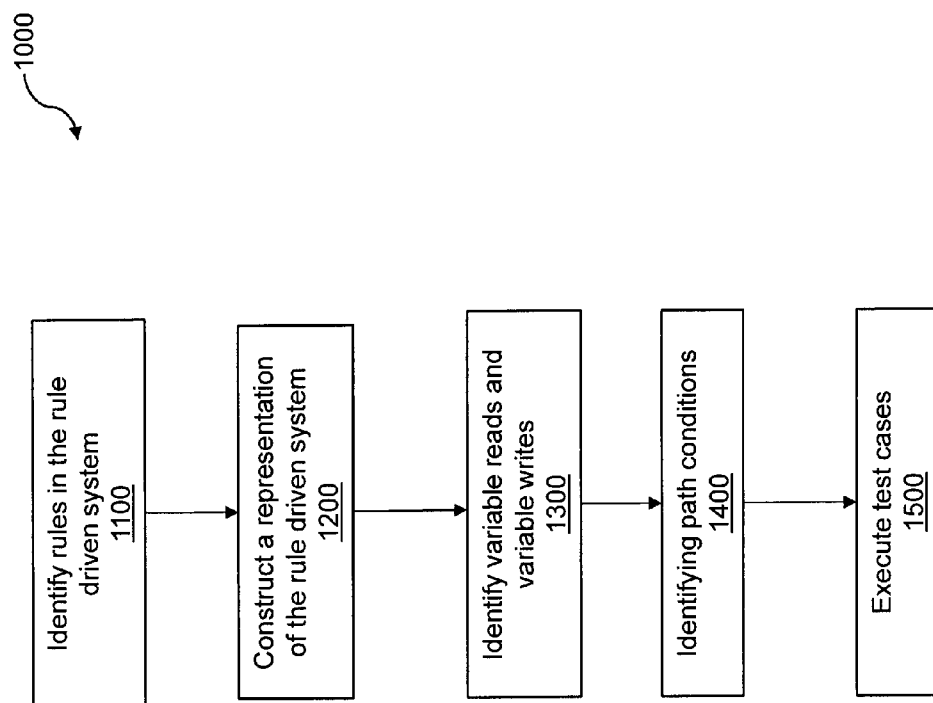 1000
Identify rules in the rule
driven system
1100
Construct a representation
of the rule driven system
1200
Identify variable reads and
variable writes
1300
Identifying path conditions
1400
Execute test cases
1500